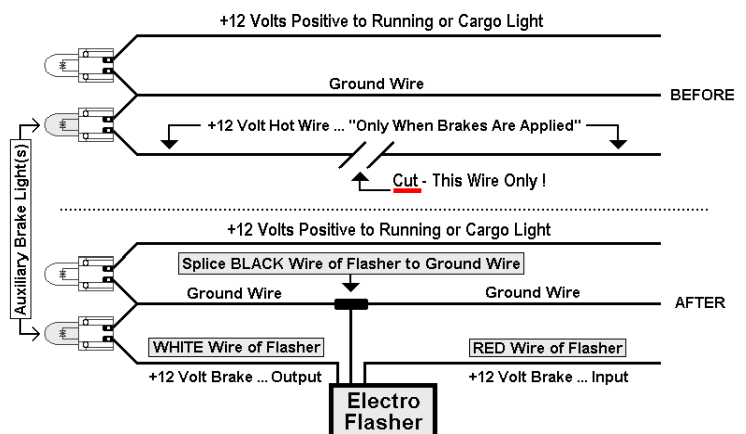 +12 Volts Positive to Running or Cargo Light
Ground Wire
BEFORE
+12 Volt Hot Wire ... "Only When Brakes Are Applied"
Cut - This Wire Only !
Auxiliary Brake Light(s)
+12 Volts Positive to Running or Cargo Light
Splice BLACK Wire of Flasher to Ground Wire
Ground Wire
Ground Wire
AFTER
WHITE Wire of Flasher
RED Wire of Flasher
+12 Volt Brake ... Output
+12 Volt Brake ... Input
Electro
Flasher